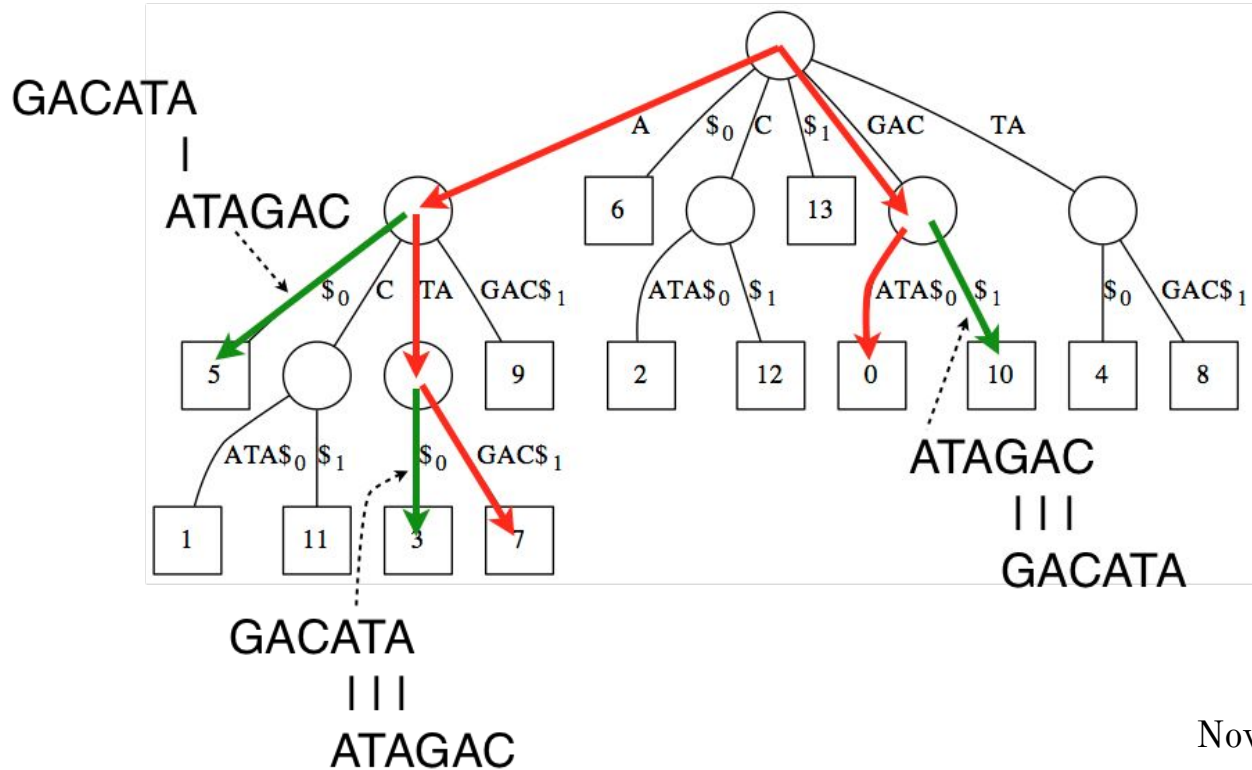 GACATA
|
ATAGAC
A $0 C $1 GAC TA
6 13
$0 C TA GAC$1 ATA$0 $1 ATA$0 $1 $0 GAC$1
5 9 2 12 0 10 4 8
ATA$0 $1 $0 GAC$1
1 11 3 7
ATAGAC
| | |
GACATA
GACATA
| | |
ATAGAC